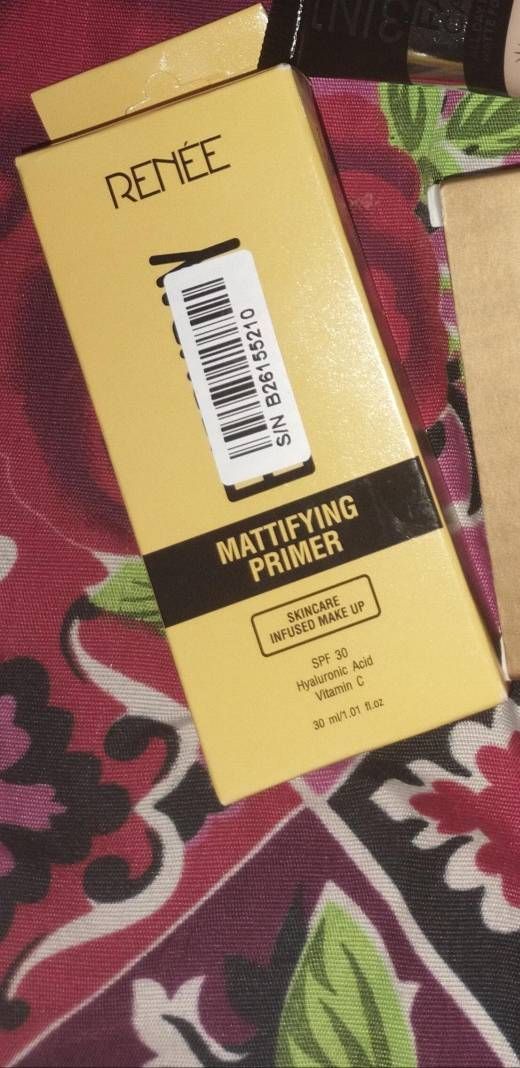 RENÉE
S/N B26155210
MATTIFYING
PRIMER
SKINCARE
INFUSED MAKE UP
SPF 30
Hyaluronic Acid
Vitamin C
30 ml/1.01 fl.oz